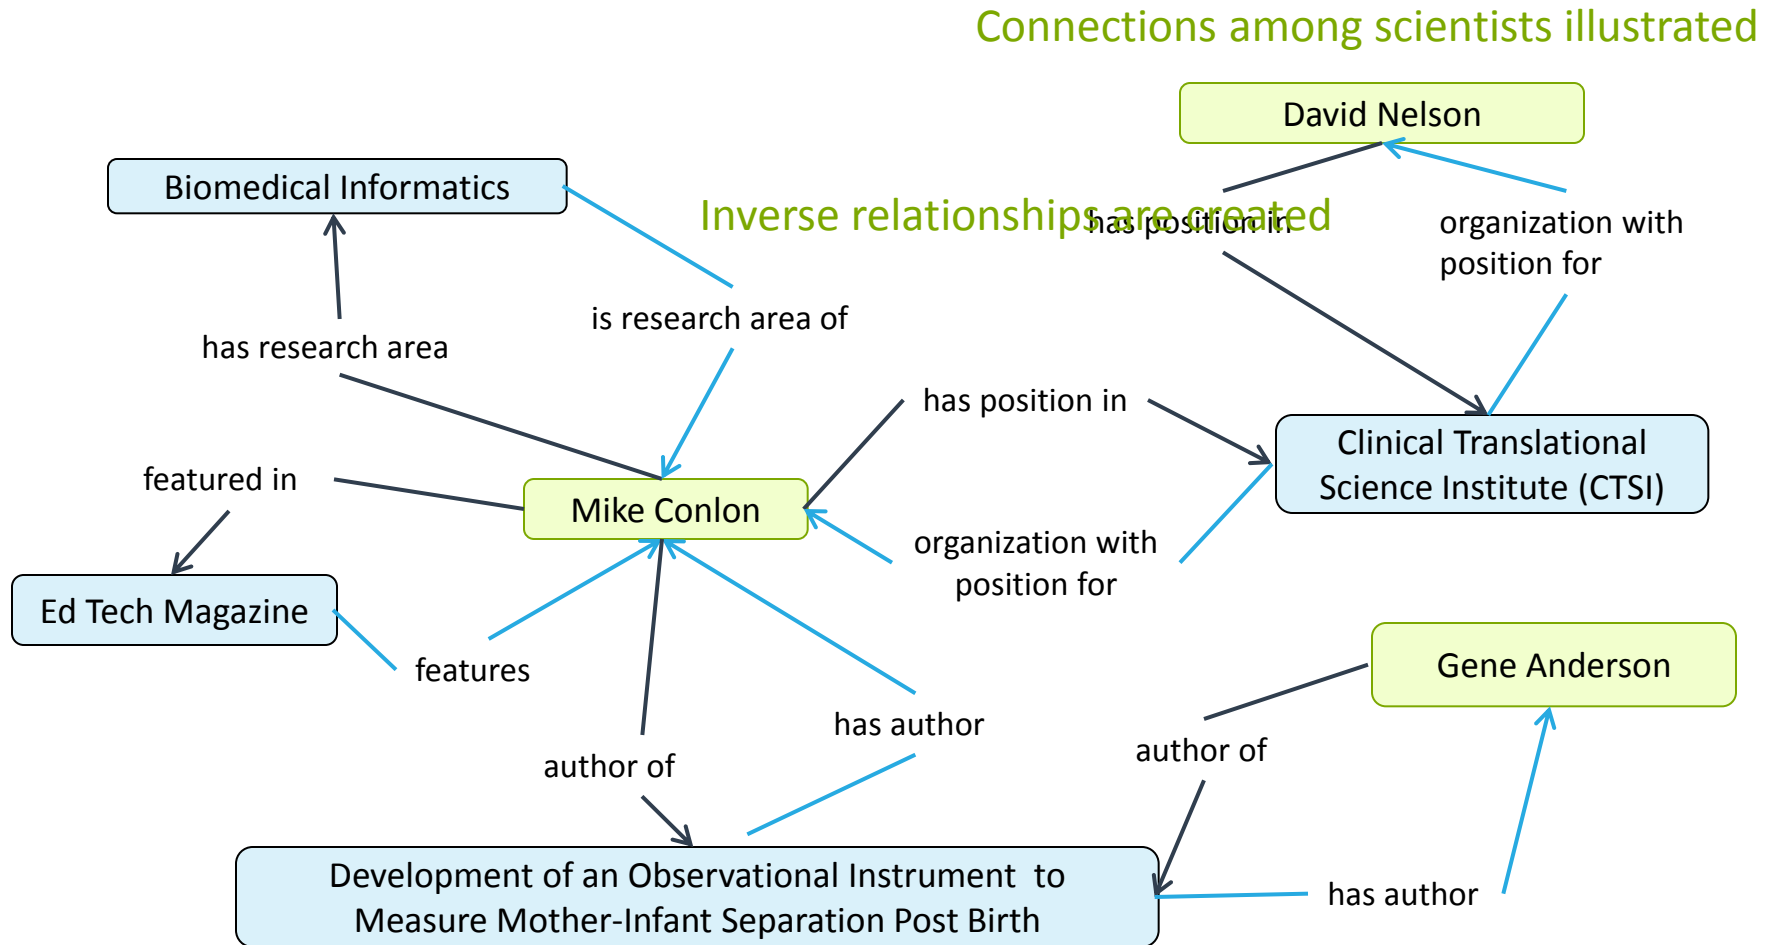 Connections among scientists illustrated
David Nelson
Biomedical Informatics
Inverse relationships are created
has position in
organization with
position for
is research area of
has research area
has position in
Clinical Translational
Science Institute (CTSI)
featured in
Mike Conlon
organization with
position for
Ed Tech Magazine
features
Gene Anderson
has author
author of
author of
has author
Development of an Observational Instrument to
Measure Mother-Infant Separation Post Birth